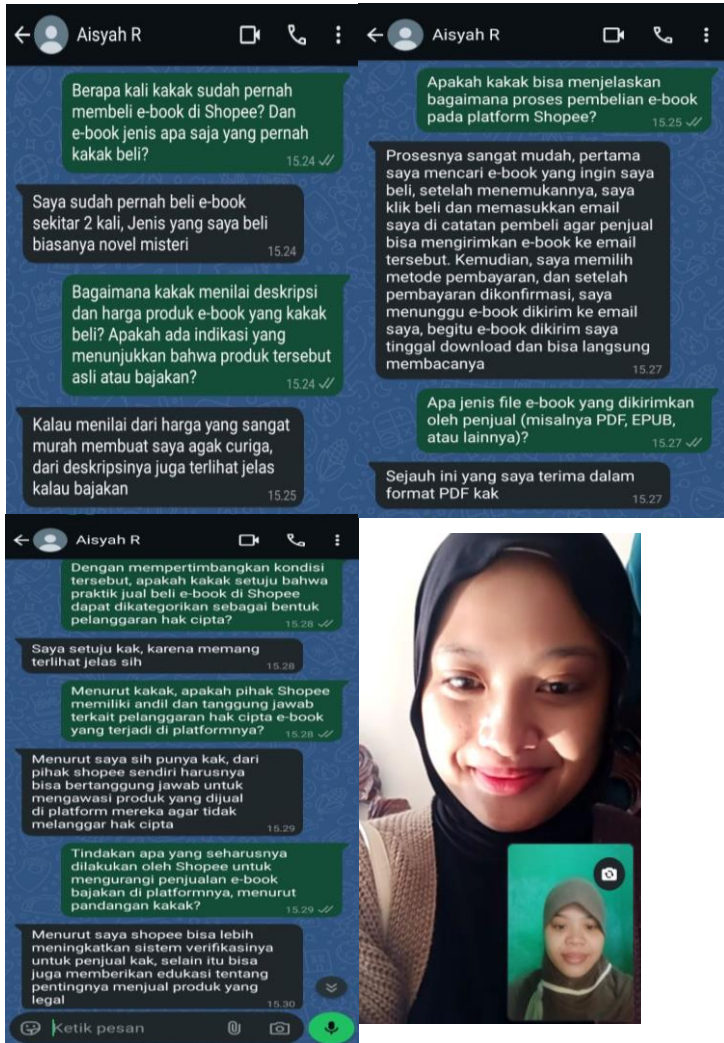 Aisyah R
Berapa kali kakak sudah pernah
membeli e-book di Shopee? Dan
e-book jenis apa saja yang pernah
kakak beli?
15.24
Saya sudah pernah beli e-book
sekitar 2 kali, Jenis yang saya beli
biasanya novel misteri
15.24
Bagaimana kakak menilai deskripsi
dan harga produk e-book yang kakak
beli? Apakah ada indikasi yang
menunjukkan bahwa produk tersebut
asli atau bajakan?
15.24
Kalau menilai dari harga yang sangat
murah membuat saya agak curiga,
dari deskripsinya juga terlihat jelas
kalau bajakan
15.25
Aisyah R
Apakah kakak bisa menjelaskan
bagaimana proses pembelian e-book
pada platform Shopee?
15.25
Prosesnya sangat mudah, pertama
saya mencari e-book yang ingin saya
beli, setelah menemukannya, saya
klik beli dan memasukkan email
saya di catatan pembeli agar penjual
bisa mengirimkan e-book ke email
tersebut. Kemudian, saya memilih
metode pembayaran, dan setelah
pembayaran dikonfirmasi, saya
menunggu e-book dikirim ke email
saya, begitu e-book dikirim saya
tinggal download dan bisa langsung
membacanya
15.27
Apa jenis file e-book yang dikirimkan
oleh penjual (misalnya PDF, EPUB,
atau lainnya)?
15.27
Sejauh ini yang saya terima dalam
format PDF kak
15.27
Aisyah R
Dengan mempertimbangkan kondisi
tersebut, apakah kakak setuju bahwa
praktik jual beli e-book di Shopee
dapat dikategorikan sebagai bentuk
pelanggaran hak cipta?
15.28
Saya setuju kak, karena memang
terlihat jelas sih
15.28
Menurut kakak, apakah pihak Shopee
memiliki andil dan tanggung jawab
terkait pelanggaran hak cipta e-book
yang terjadi di platformnya?
15.28
Menurut saya sih punya kak, dari
pihak shopee sendiri harusnya
bisa bertanggung jawab untuk
mengawasi produk yang dijual
di platform mereka agar tidak
melanggar hak cipta
15.29
Tindakan apa yang seharusnya
dilakukan oleh Shopee untuk
mengurangi penjualan e-book
bajakan di platformnya, menurut
pandangan kakak?
15.29
Menurut saya shopee bisa lebih
meningkatkan sistem verifikasinya
untuk penjual kak, selain itu bisa
juga memberikan edukasi tentang
pentingnya menjual produk yang
legal
15.30
Ketik pesan